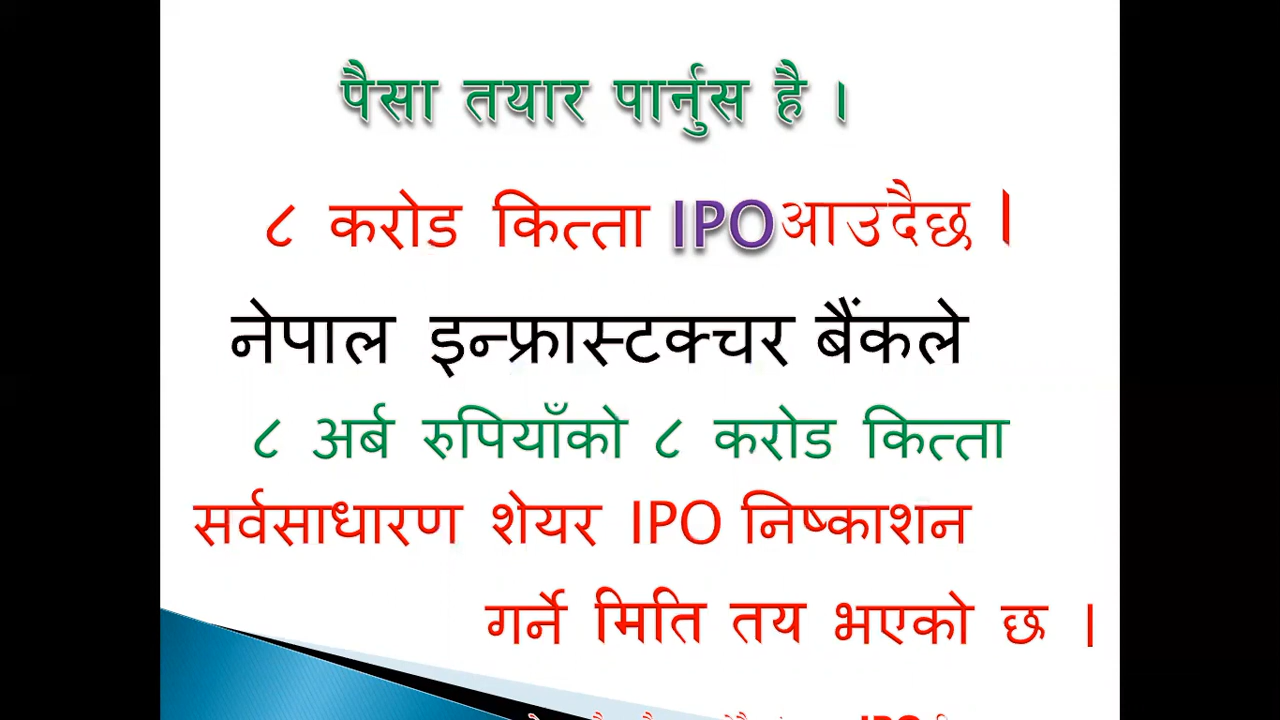 पैसा तयार पार्नुस है ।
८ करोड कित्ता IPO आउदैछ ।
नेपाल इन्फ्रास्टक्चर बैंकले
८ अर्ब रुपियाँको ८ करोड कित्ता
सर्वसाधारण शेयर IPO निष्काशन
गर्ने मिति तय भएको छ ।
IPO